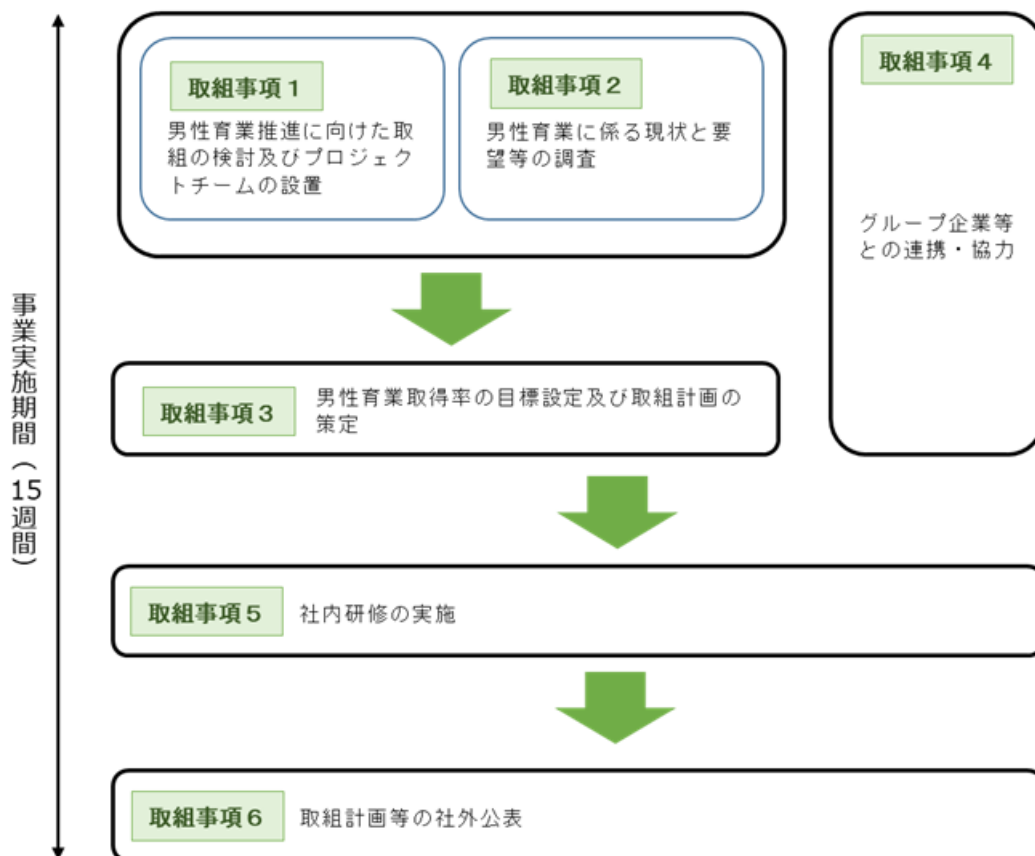 事業実施期間（15週間）
取組事項１
男性育業推進に向けた取
組の検討及びプロジェク
トチームの設置
取組事項２
男性育業に係る現状と要
望等の調査
取組事項４
グループ企業等
との連携・協力
取組事項３
男性育業取得率の目標設定及び取組計画の
策定
取組事項５
社内研修の実施
取組事項６
取組計画等の社外公表